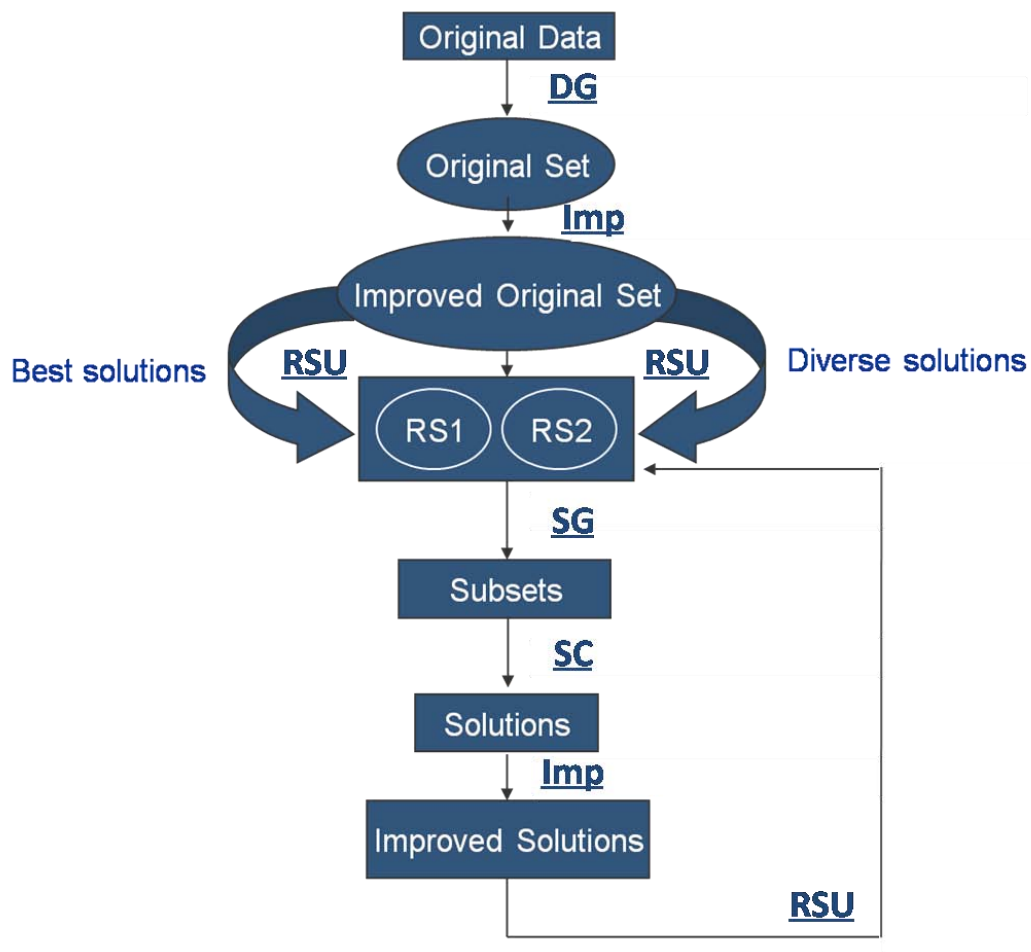 Original Data
DG
Original Set
Imp
Improved Original Set
Best solutions
RSU
RSU
Diverse solutions
RS1
RS2
SG
Subsets
SC
Solutions
Imp
Improved Solutions
RSU